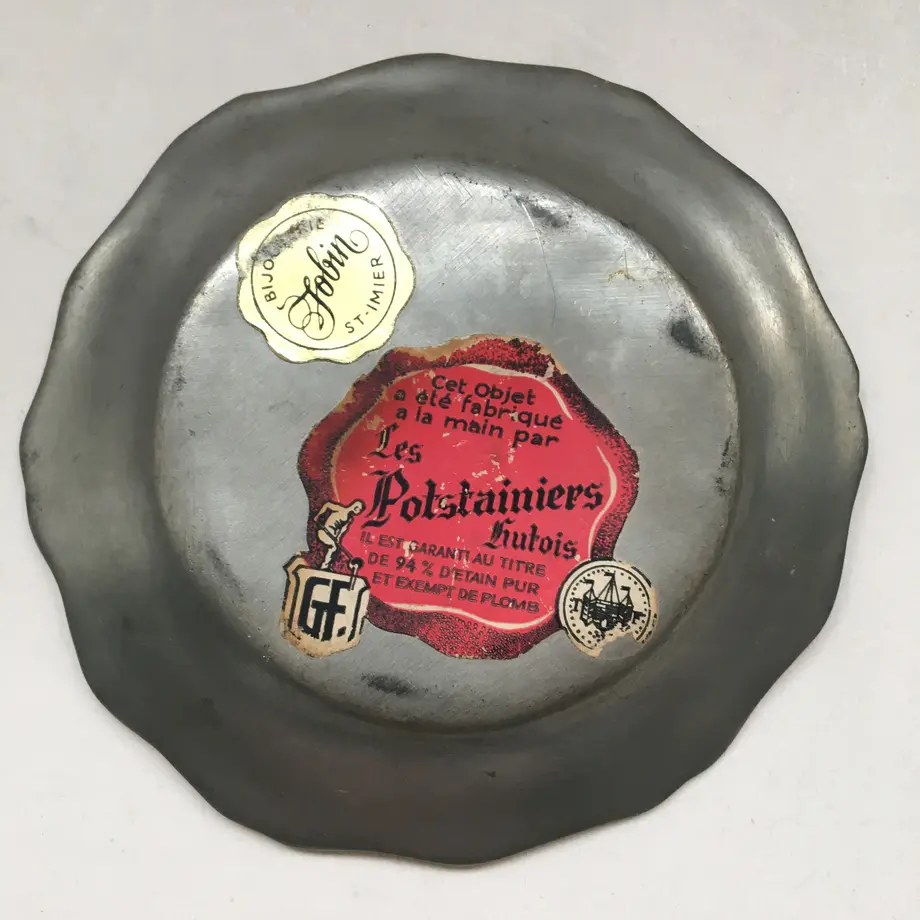 BIJOUTERIE
Jobin
ST-IMIER
Cet Objet
a été fabriqué
a la main par
Les
Potstainiers
hutois
IL EST GARANTI AU TITRE
DE 94 % D'ETAIN PUR
ET EXEMPT DE PLOMB
GF.